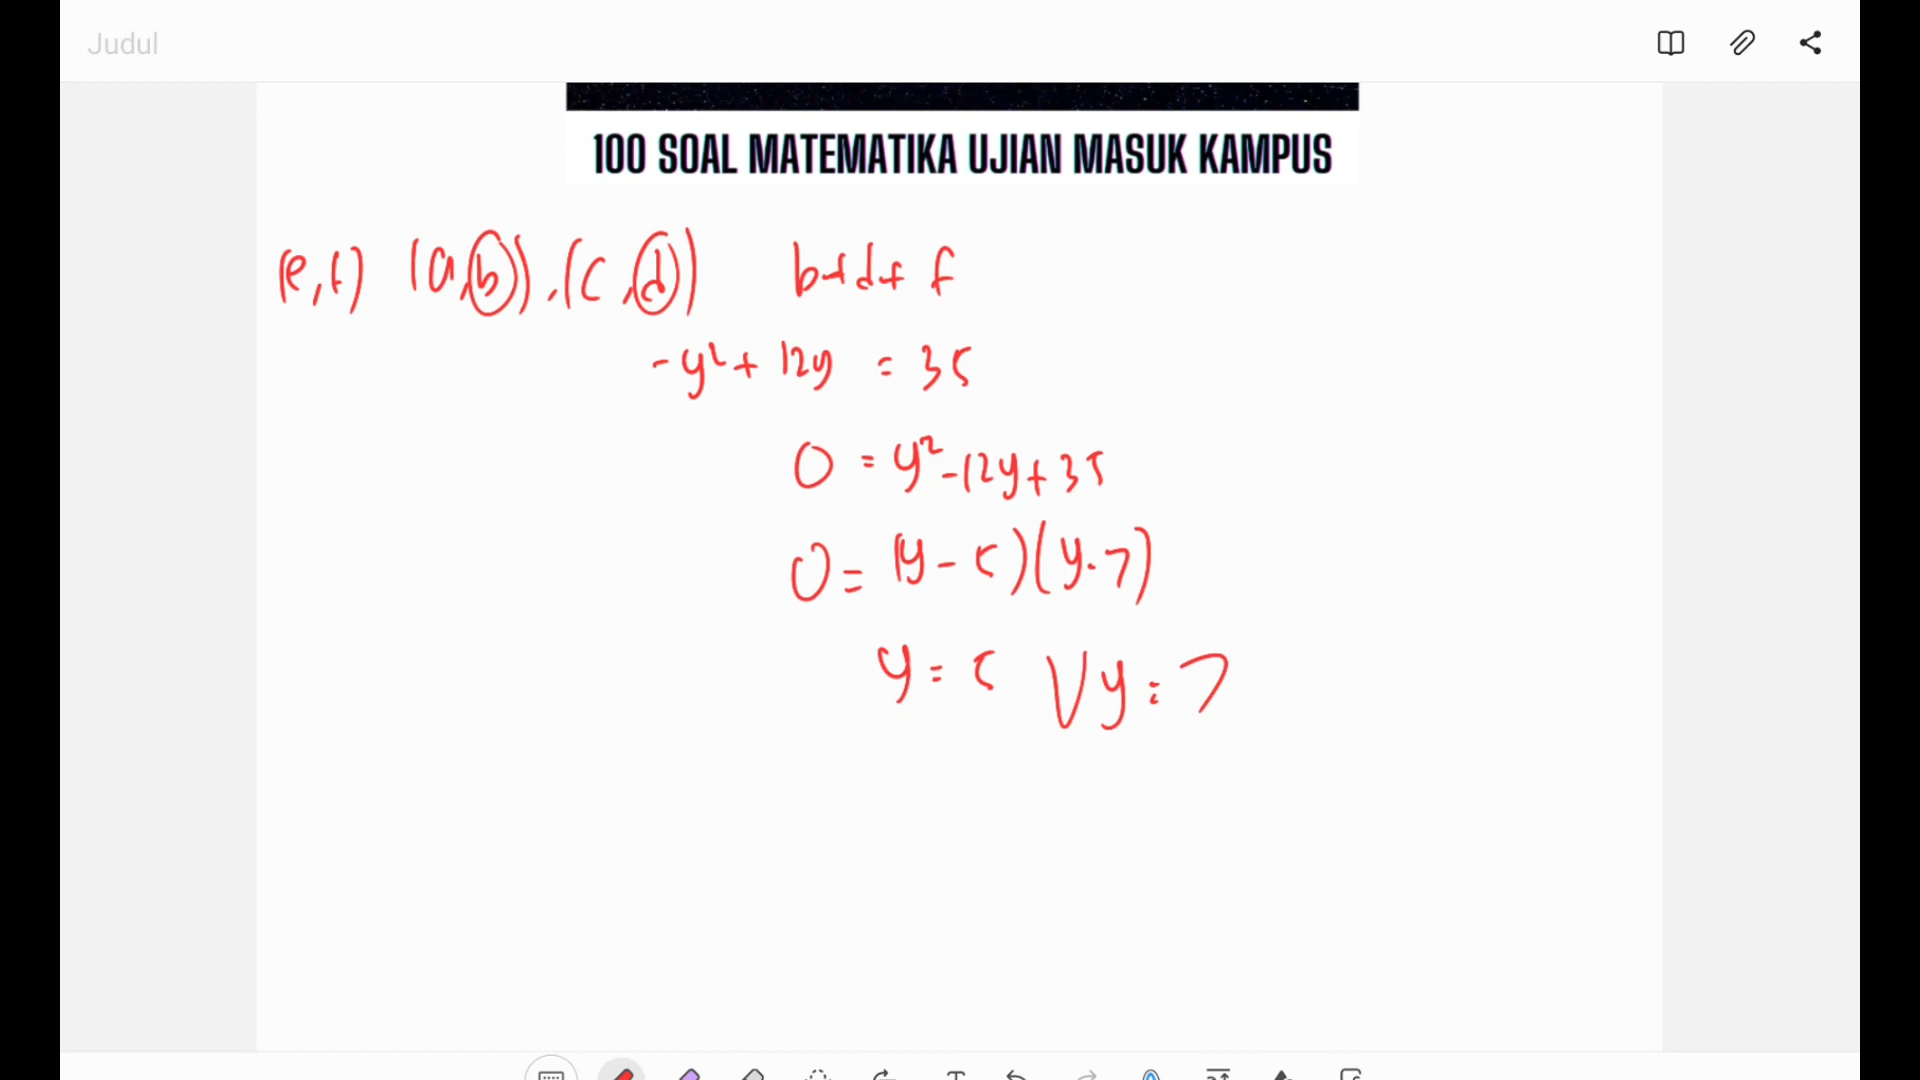 Judul
100 SOAL MATEMATIKA UJIAN MASUK KAMPUS
(e,f) (a,b),(c,d) b+d+f
-y²+12y = 35
0 = y²-12y+35
0 = (y-5)(y-7)
y = 5 V y = 7